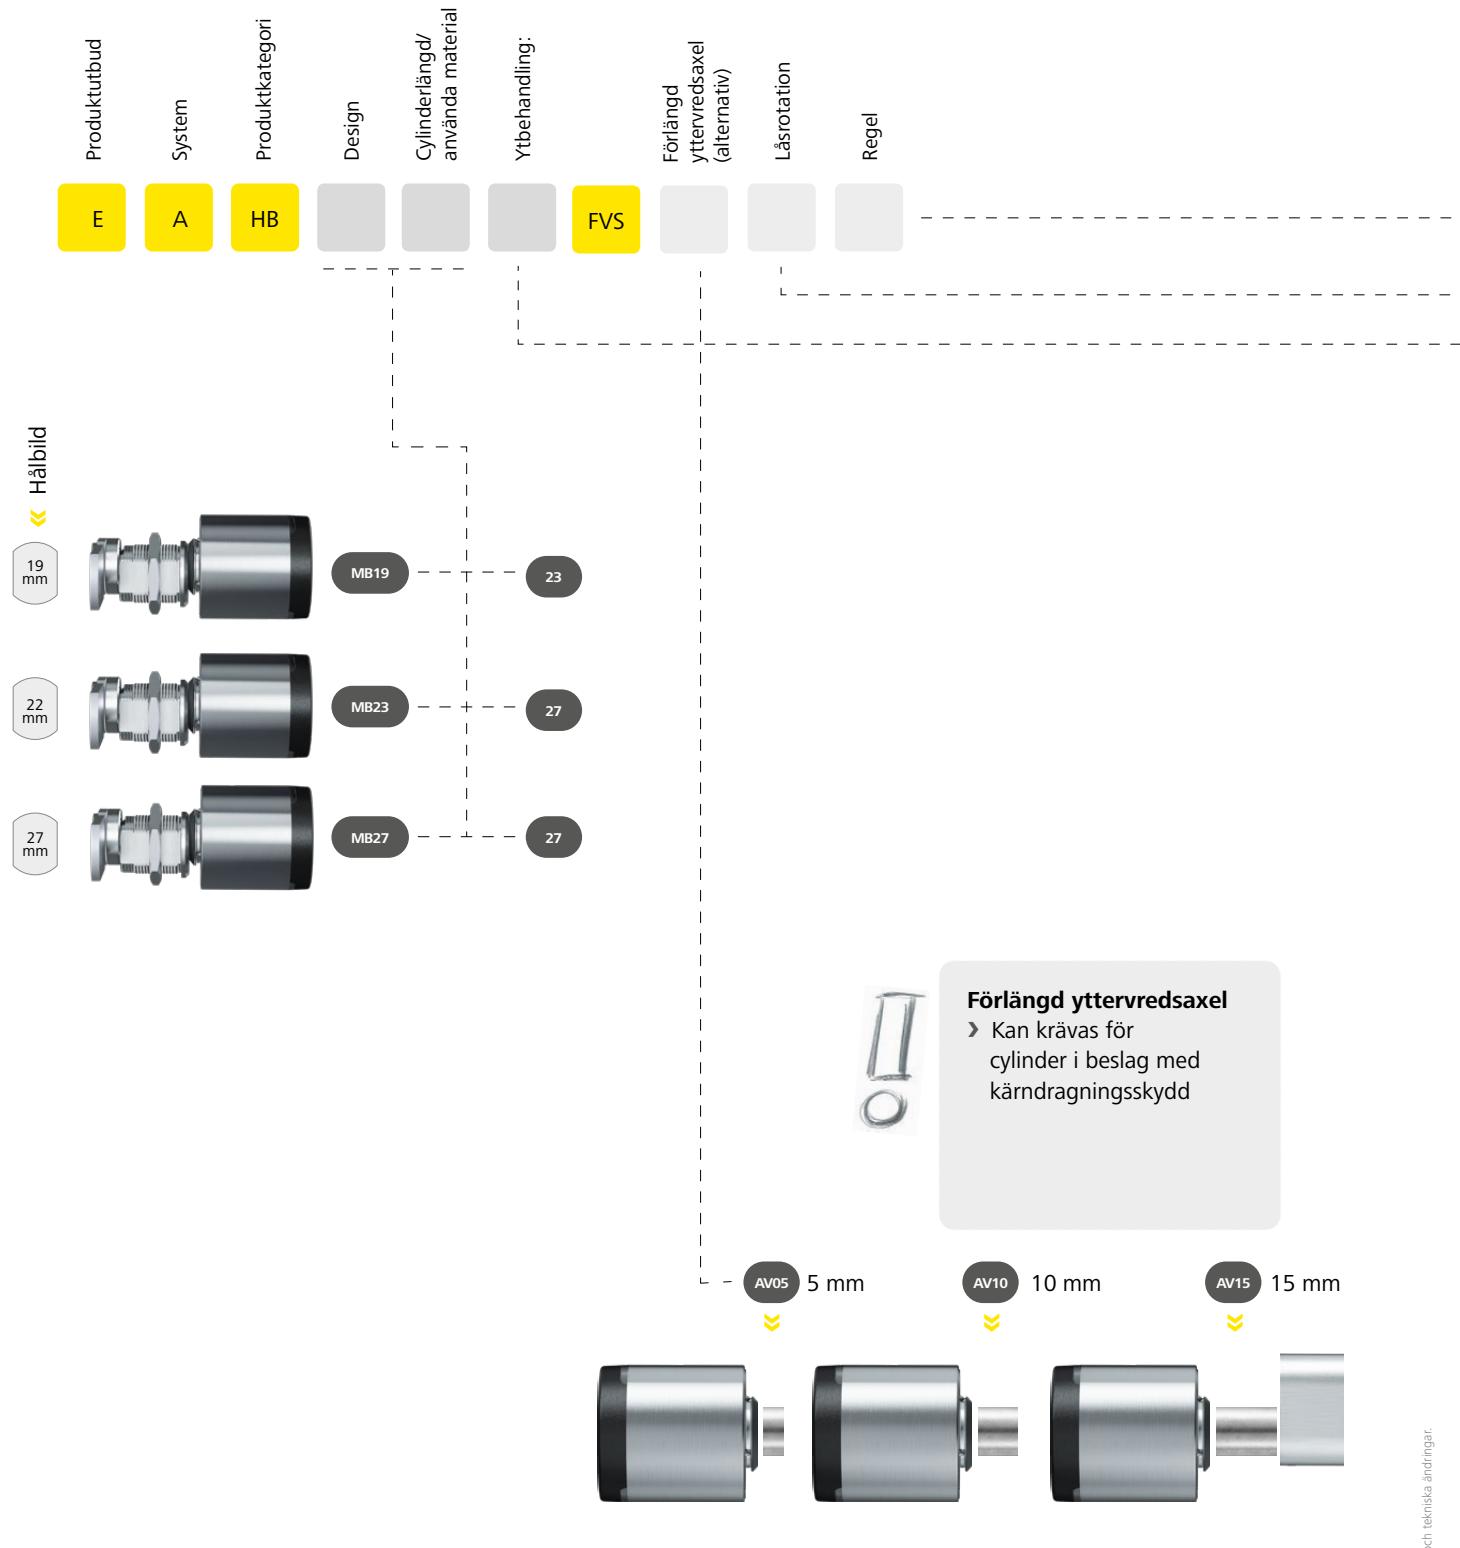 Produktutbud
System
Produktkategori
Design
Cylinderlängd/
använda material
Ytbehandling:
Förlängd
yttervredsaxel
(alternativ)
Låsrotation
Regel
E
A
HB
FVS
Hålbild
19
mm
MB19
23
22
mm
MB23
27
27
mm
MB27
27
Förlängd yttervredsaxel
› Kan krävas för
cylinder i beslag med
kärndragningsskydd
AV05 5 mm
AV10 10 mm
AV15 15 mm
och tekniska ändringar.